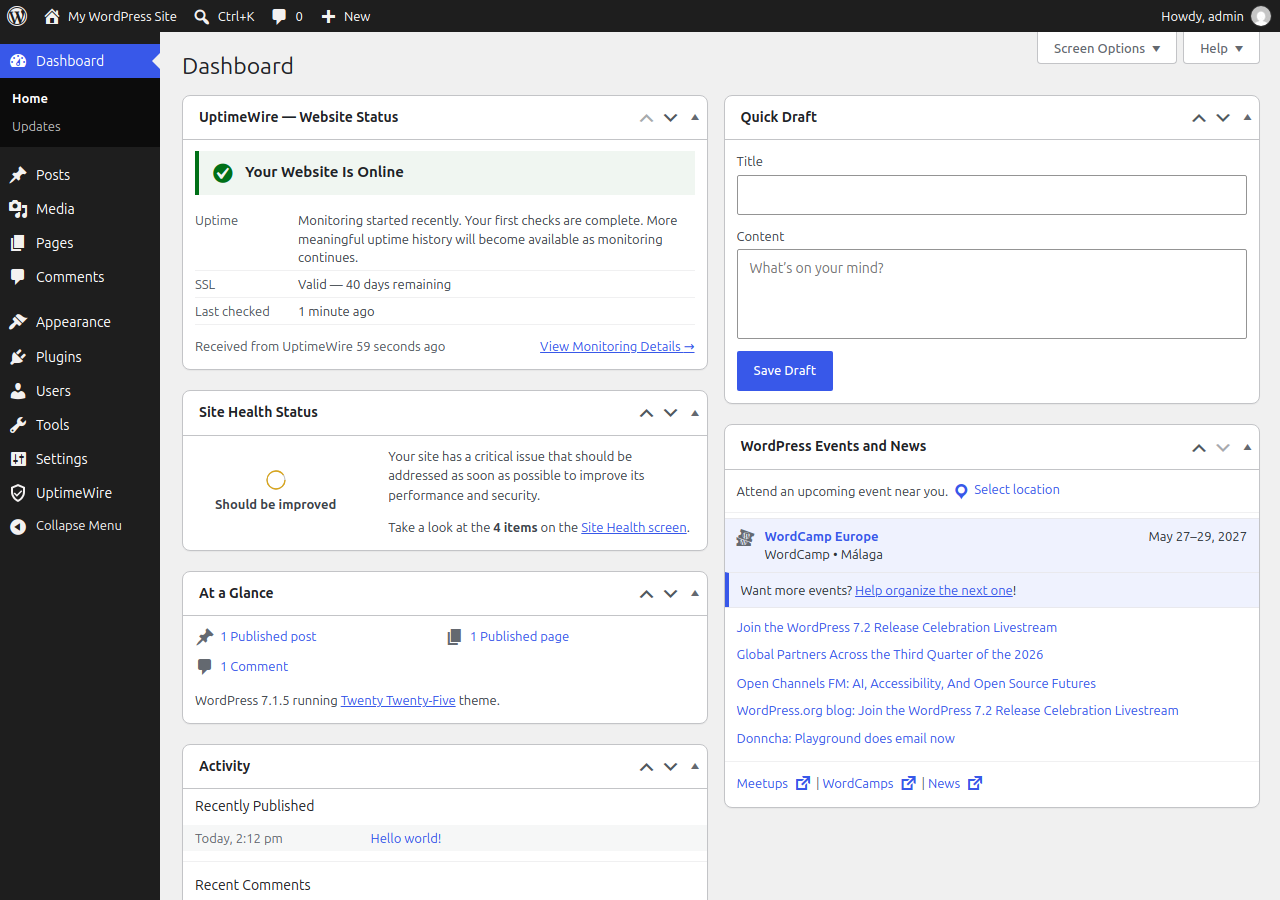 My WordPress Site Ctrl+K 0 New Howdy, admin
Dashboard
Home
Updates
Posts
Media
Pages
Comments
Appearance
Plugins
Users
Tools
Settings
UptimeWire
Collapse Menu
Screen Options Help
Dashboard
UptimeWire — Website Status
Your Website Is Online
Uptime Monitoring started recently. Your first checks are complete. More
meaningful uptime history will become available as monitoring
continues.
SSL Valid — 40 days remaining
Last checked 1 minute ago
Received from UptimeWire 59 seconds ago View Monitoring Details →
Site Health Status
Should be improved
Your site has a critical issue that should be
addressed as soon as possible to improve its
performance and security.
Take a look at the 4 items on the Site Health screen.
At a Glance
1 Published post 1 Published page
1 Comment
WordPress 7.1.5 running Twenty Twenty-Five theme.
Activity
Recently Published
Today, 2:12 pm Hello world!
Recent Comments
Quick Draft
Title
Content
What's on your mind?
Save Draft
WordPress Events and News
Attend an upcoming event near you. Select location
WordCamp Europe May 27–29, 2027
WordCamp • Málaga
Want more events? Help organize the next one!
Join the WordPress 7.2 Release Celebration Livestream
Global Partners Across the Third Quarter of the 2026
Open Channels FM: AI, Accessibility, And Open Source Futures
WordPress.org blog: Join the WordPress 7.2 Release Celebration Livestream
Donncha: Playground does email now
Meetups | WordCamps | News